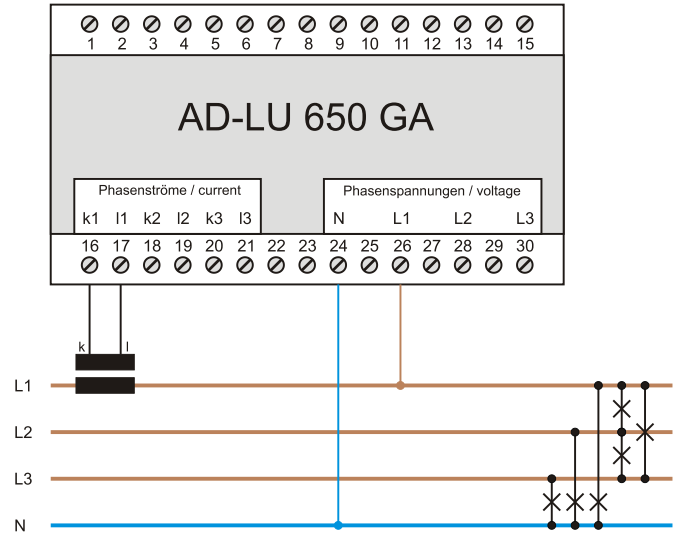 1 2 3 4 5 6 7 8 9 10 11 12 13 14 15
AD-LU 650 GA
Phasenströme / current
k1 l1 k2 l2 k3 l3
Phasenspannungen / voltage
N L1 L2 L3
16 17 18 19 20 21 22 23 24 25 26 27 28 29 30
k l
L1
L2
L3
N